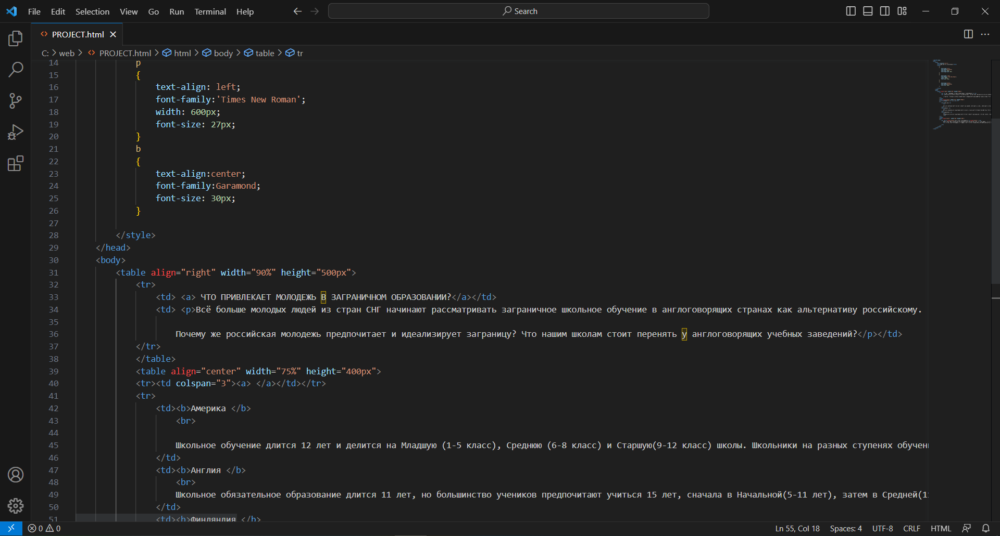 File Edit Selection View Go Run Terminal Help Search
PROJECT.html
C: > web > PROJECT.html > html > body > table > tr
14 p
15 {
16 text-align: left;
17 font-family:'Times New Roman';
18 width: 600px;
19 font-size: 27px;
20 }
21 b
22 {
23 text-align:center;
24 font-family:Garamond;
25 font-size: 30px;
26 }
27
28 </style>
29 </head>
30 <body>
31 <table align="right" width="90%" height="500px">
32 <tr>
33 <td> <a> ЧТО ПРИВЛЕКАЕТ МОЛОДЕЖЬ В ЗАГРАНИЧНОМ ОБРАЗОВАНИИ?</a></td>
34 <td> <p>Всё больше молодых людей из стран СНГ начинают рассматривать заграничное школьное обучение в англоговорящих странах как альтернативу российскому.
35
36 Почему же российская молодежь предпочитает и идеализирует заграницу? Что нашим школам стоит перенять у англоговорящих учебных заведений?</p></td>
37 </tr>
38 </table>
39 <table align="center" width="75%" height="400px">
40 <tr><td colspan="3"><a> </a></td></tr>
41 <tr>
42 <td><b>Америка </b>
43 <br>
44
45 Школьное обучение длится 12 лет и делится на Младшую (1-5 класс), Среднюю (6-8 класс) и Старшую(9-12 класс) школы. Школьники на разных ступенях обучен
46 </td>
47 <td><b>Англия </b>
48 <br>
49 Школьное обязательное образование длится 11 лет, но большинство учеников предпочитают учиться 15 лет, сначала в Начальной(5-11 лет), затем в Средней(1
50 </td>
51 <td><b>Финляндия </b>
0 0 Ln 55, Col 18 Spaces: 4 UTF-8 CRLF HTML